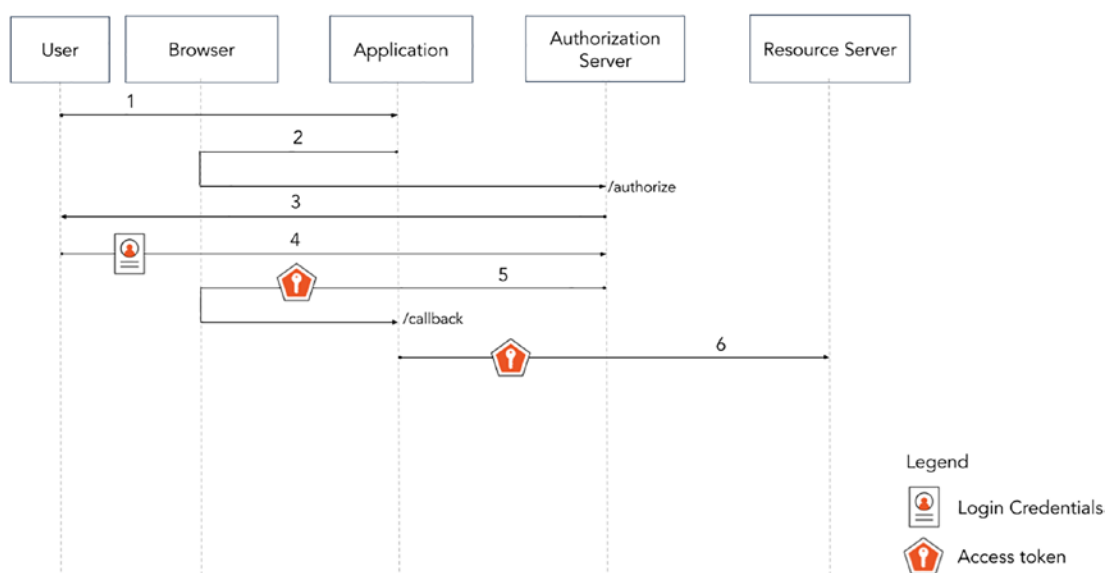 User
Browser
Application
Authorization
Server
Resource Server
1
2
/authorize
3
4
5
/callback
6
Legend
Login Credentials
Access token